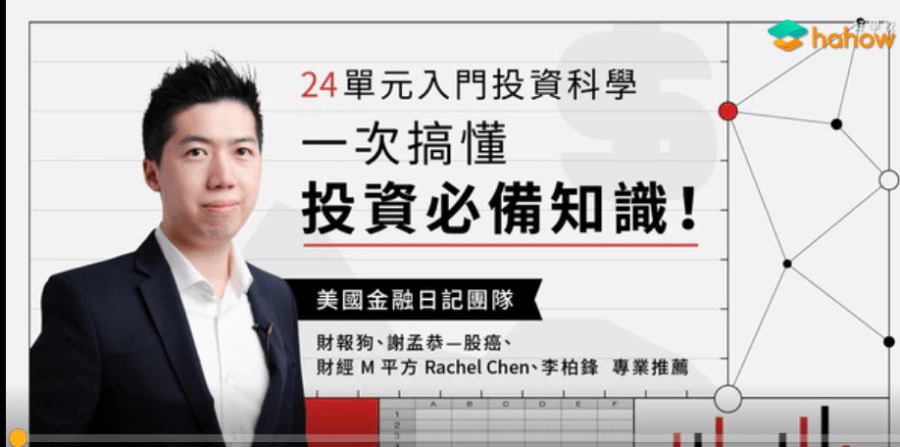 hahow
24單元入門投資科學
一次搞懂
投資必備知識！
美國金融日記團隊
財報狗、謝孟恭—股癌、
財經 M 平方 Rachel Chen、李柏鋒 專業推薦
A B C D E F
1
2
3